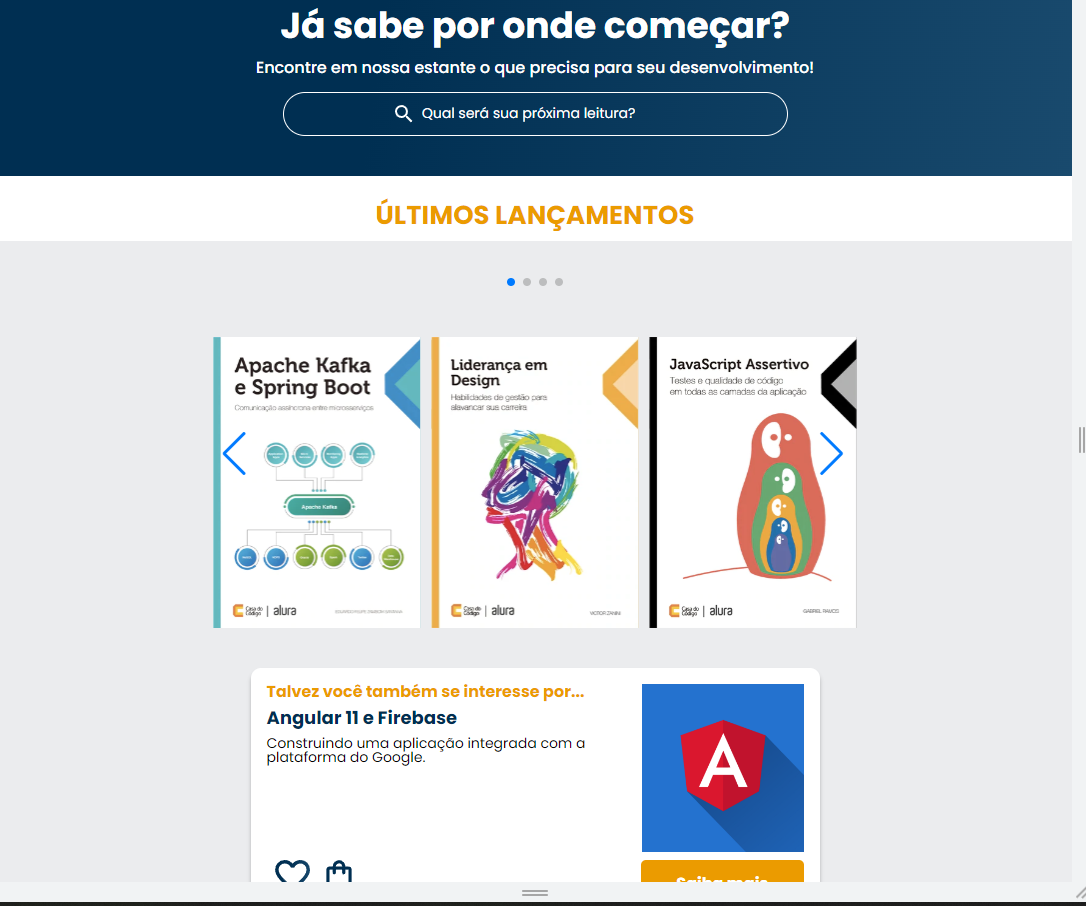 Já sabe por onde começar?
Encontre em nossa estante o que precisa para seu desenvolvimento!
Qual será sua próxima leitura?
ÚLTIMOS LANÇAMENTOS
Apache Kafka
e Spring Boot
Comunicação assíncrona entre microsserviços
Apache Kafka
Casa do
Código
alura
Liderança em
Design
Habilidades de gestão para
alavancar sua carreira
Casa do
Código
alura
VICTOR ZANINI
JavaScript Assertivo
Testes e qualidade de código
em todas as camadas da aplicação
Casa do
Código
alura
GABRIEL RAMOS
Talvez você também se interesse por...
Angular 11 e Firebase
Construindo uma aplicação integrada com a
plataforma do Google.
A
Saiba mais